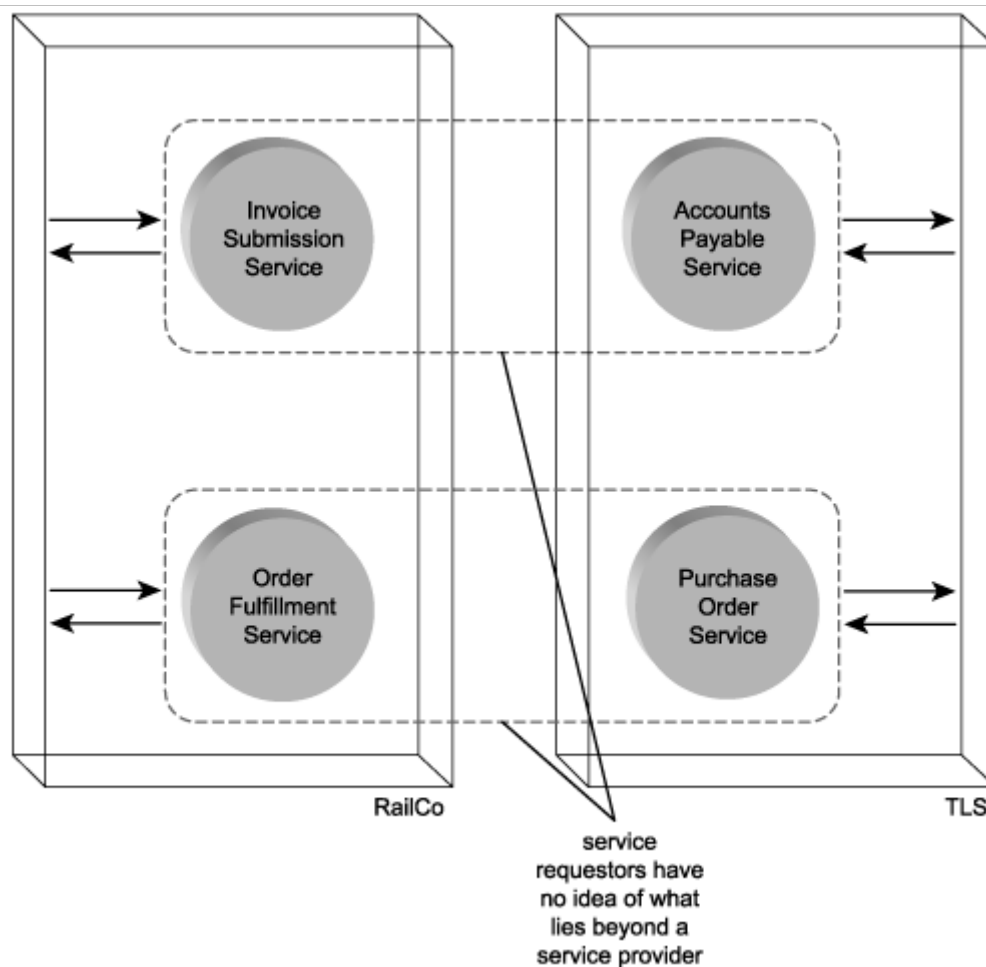 Invoice
Submission
Service
Accounts
Payable
Service
Order
Fulfillment
Service
Purchase
Order
Service
RailCo
TLS
service
requestors have
no idea of what
lies beyond a
service provider